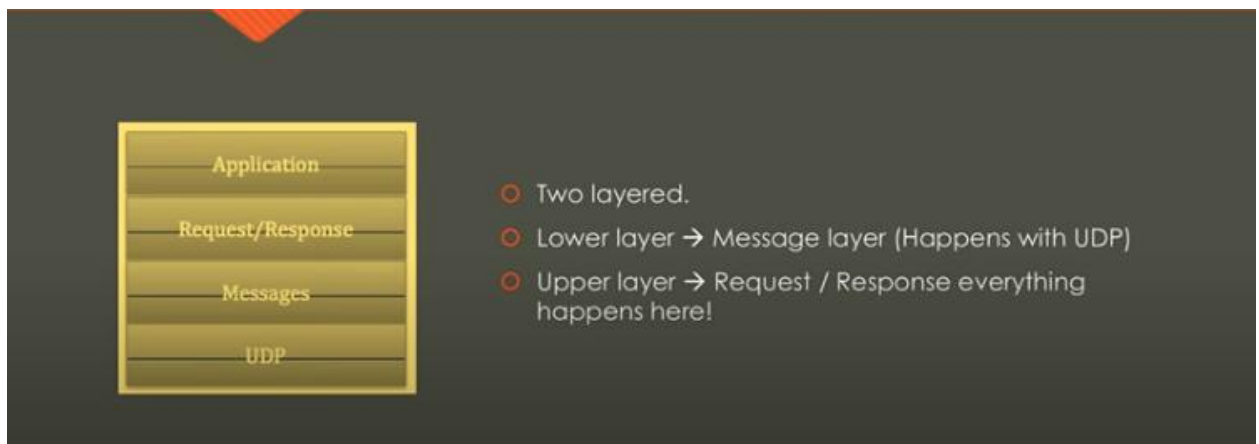 Application
Request/Response
Messages
UDP
Two layered.
Lower layer → Message layer (Happens with UDP)
Upper layer → Request / Response everything
happens here!